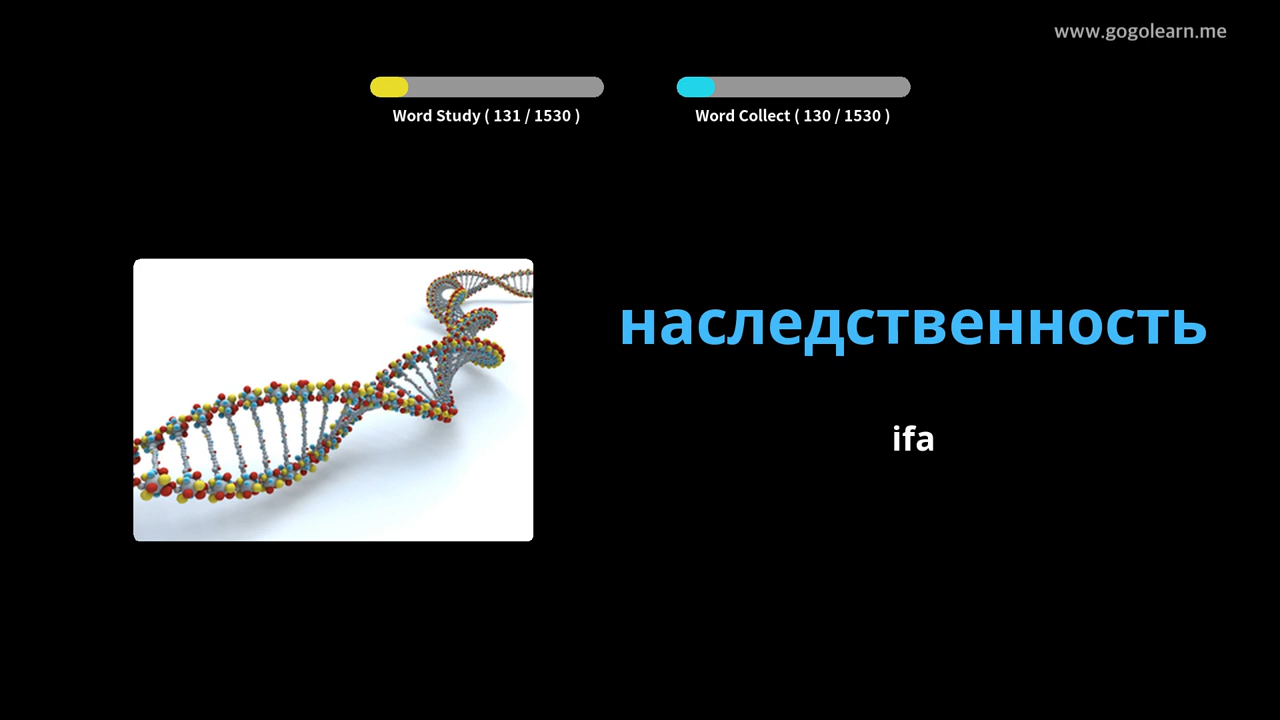 www.gogolearn.me
Word Study ( 131 / 1530 )
Word Collect ( 130 / 1530 )
наследственность
ifa